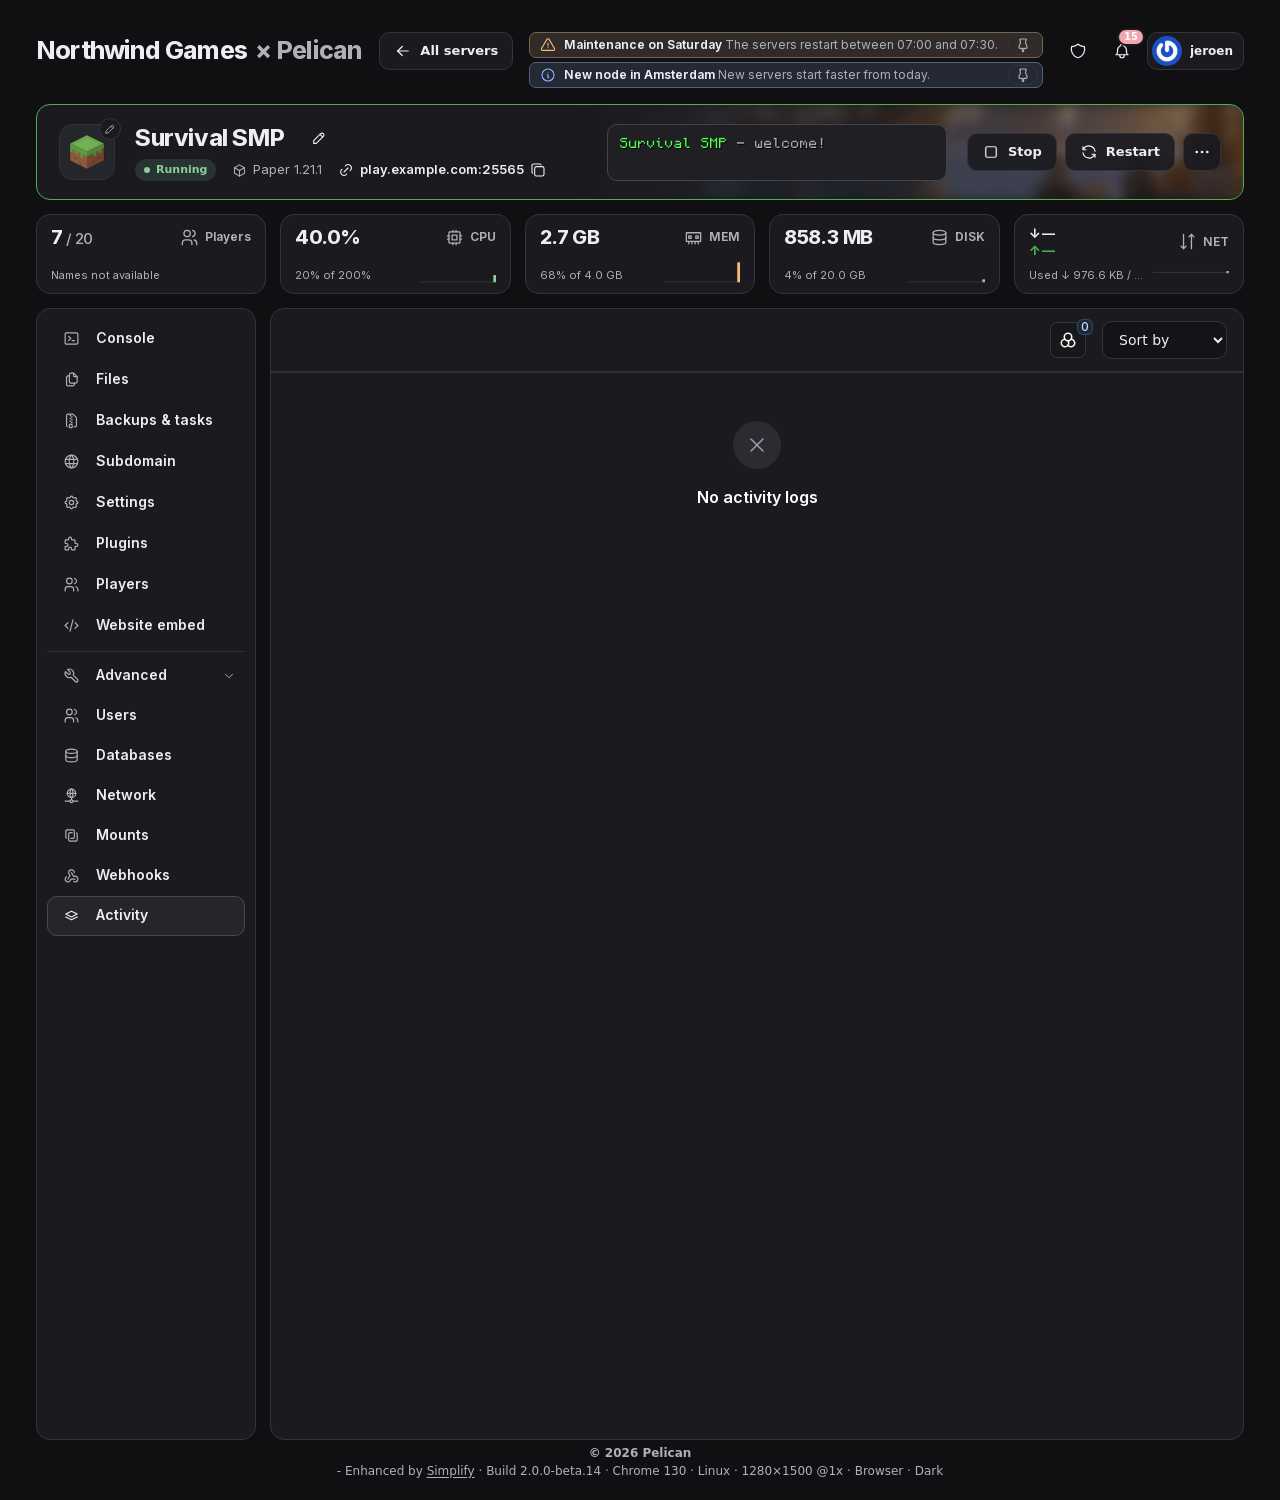 Northwind Games × Pelican
All servers
Maintenance on Saturday The servers restart between 07:00 and 07:30.
New node in Amsterdam New servers start faster from today.
15
jeroen
Survival SMP
Running
Paper 1.21.1
play.example.com:25565
Survival SMP – welcome!
Stop
Restart
7 / 20
Players
Names not available
40.0%
CPU
20% of 200%
2.7 GB
MEM
68% of 4.0 GB
858.3 MB
DISK
4% of 20.0 GB
↓—
↑—
NET
Used ↓ 976.6 KB / ...
Console
Files
Backups & tasks
Subdomain
Settings
Plugins
Players
Website embed
Advanced
Users
Databases
Network
Mounts
Webhooks
Activity
0
Sort by
No activity logs
© 2026 Pelican
- Enhanced by Simplify · Build 2.0.0-beta.14 · Chrome 130 · Linux · 1280×1500 @1x · Browser · Dark